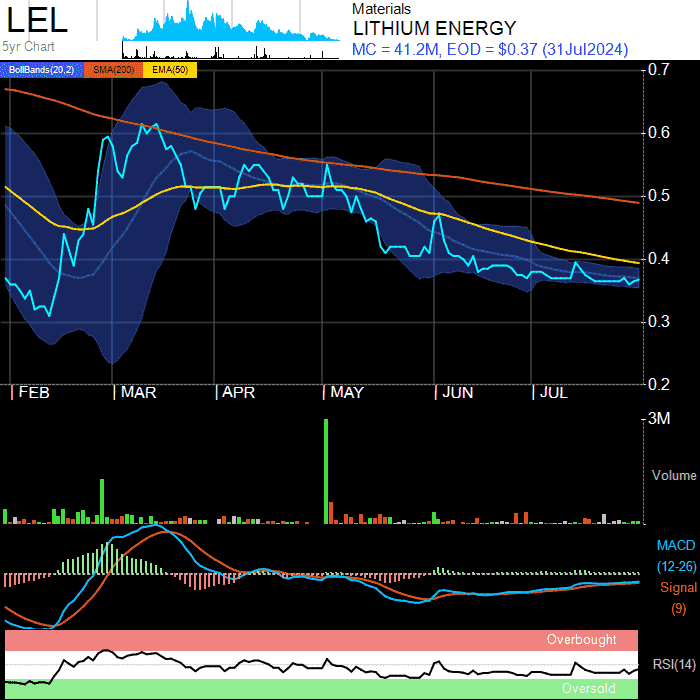 LEL
5yr Chart
Materials
LITHIUM ENERGY
MC = 41.2M, EOD = $0.37 (31Jul2024)
BollBands(20,2) SMA(200) EMA(50)
0.7
0.6
0.5
0.4
0.3
0.2
FEB MAR APR MAY JUN JUL
3M
Volume
MACD
(12-26)
Signal
(9)
Overbought
RSI(14)
Oversold